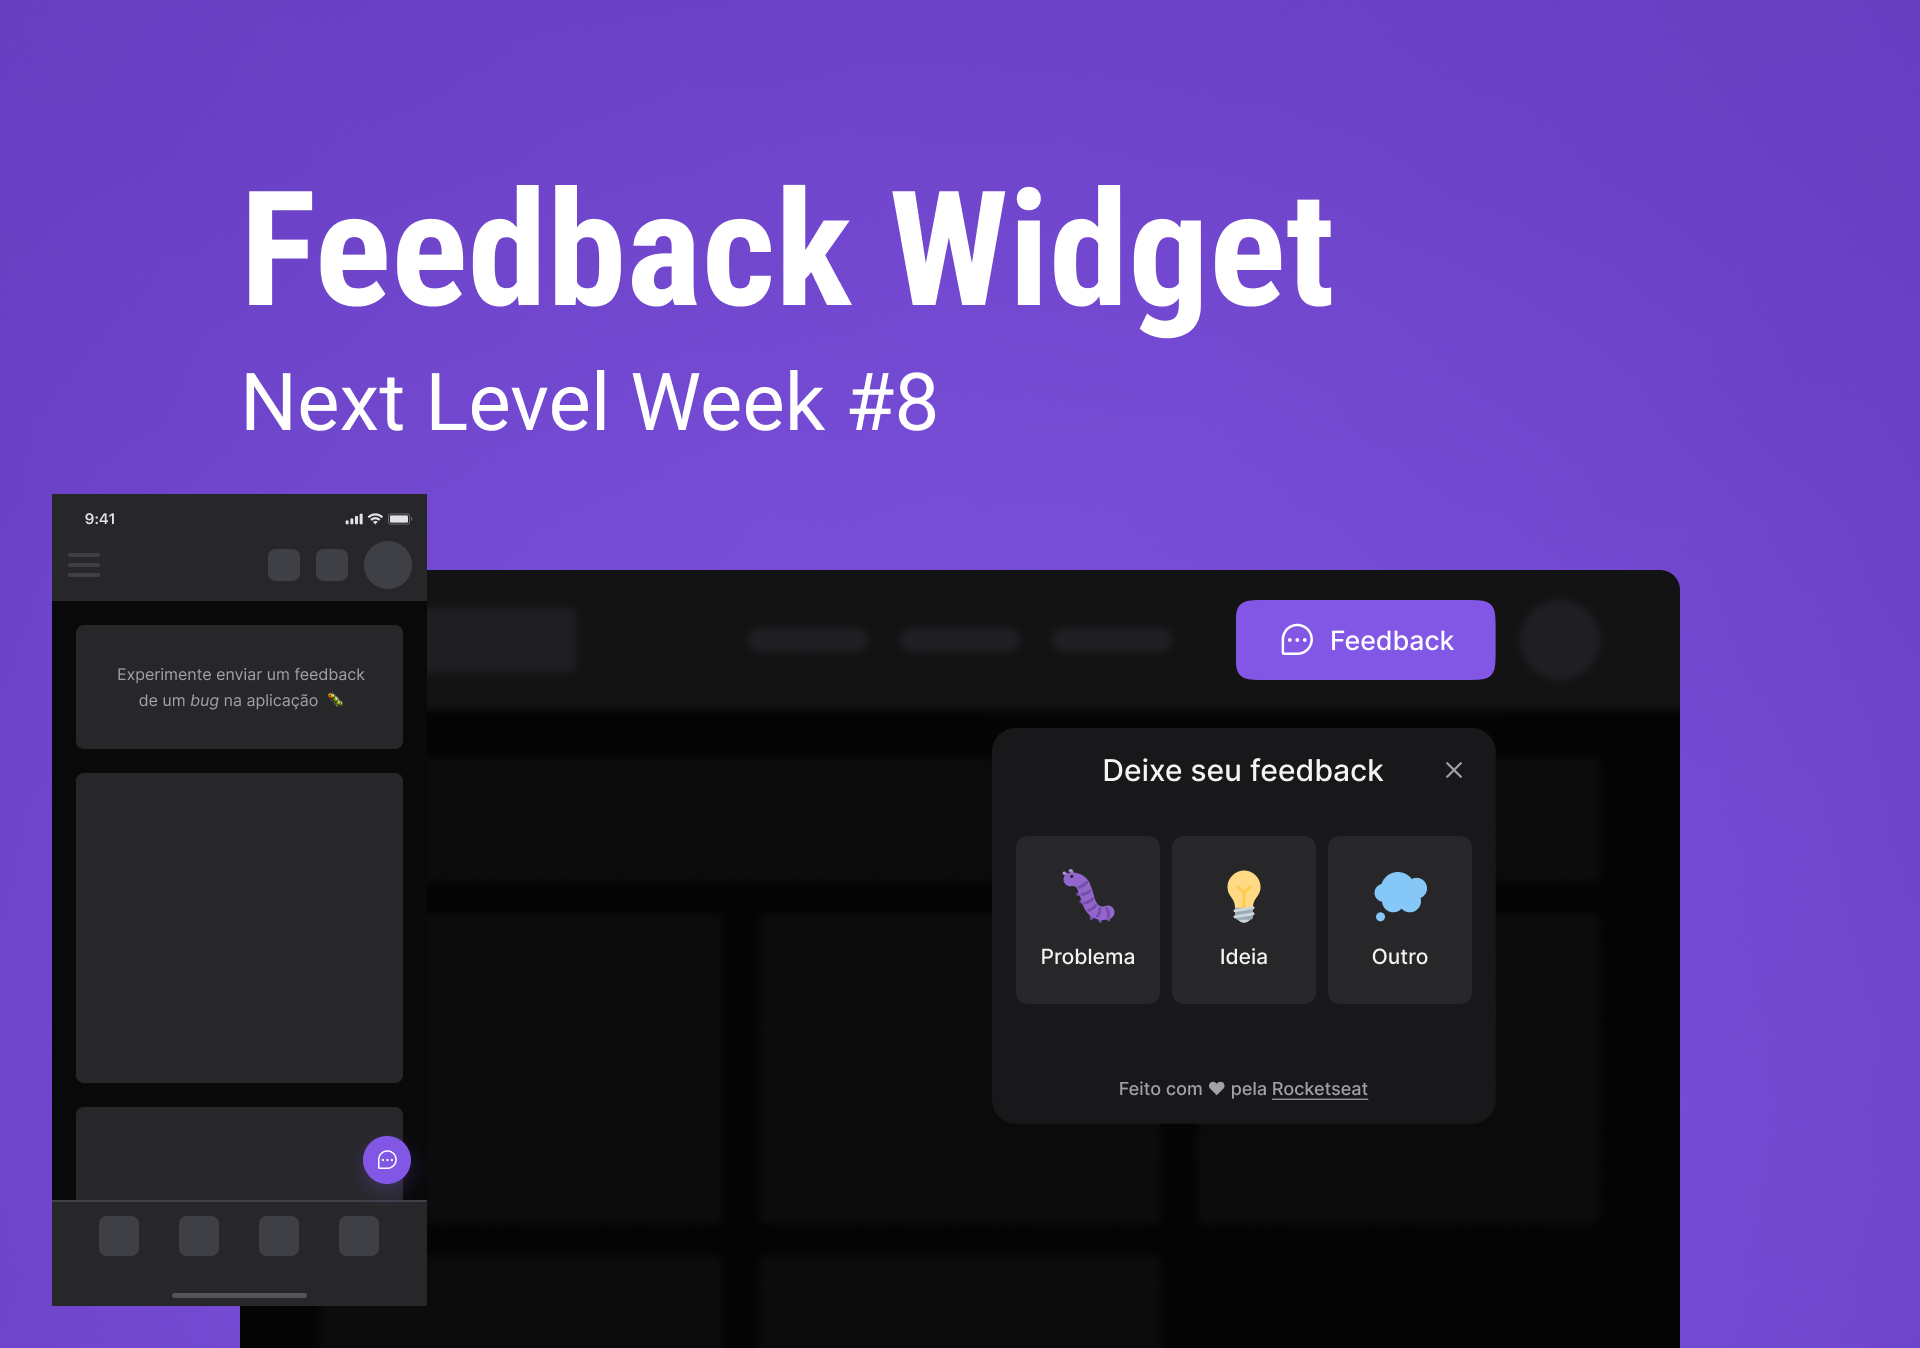 Feedback Widget
Next Level Week #8
9:41
Experimente enviar um feedback
de um bug na aplicação 🐛
Feedback
Deixe seu feedback
Problema
Ideia
Outro
Feito com ♥ pela Rocketseat